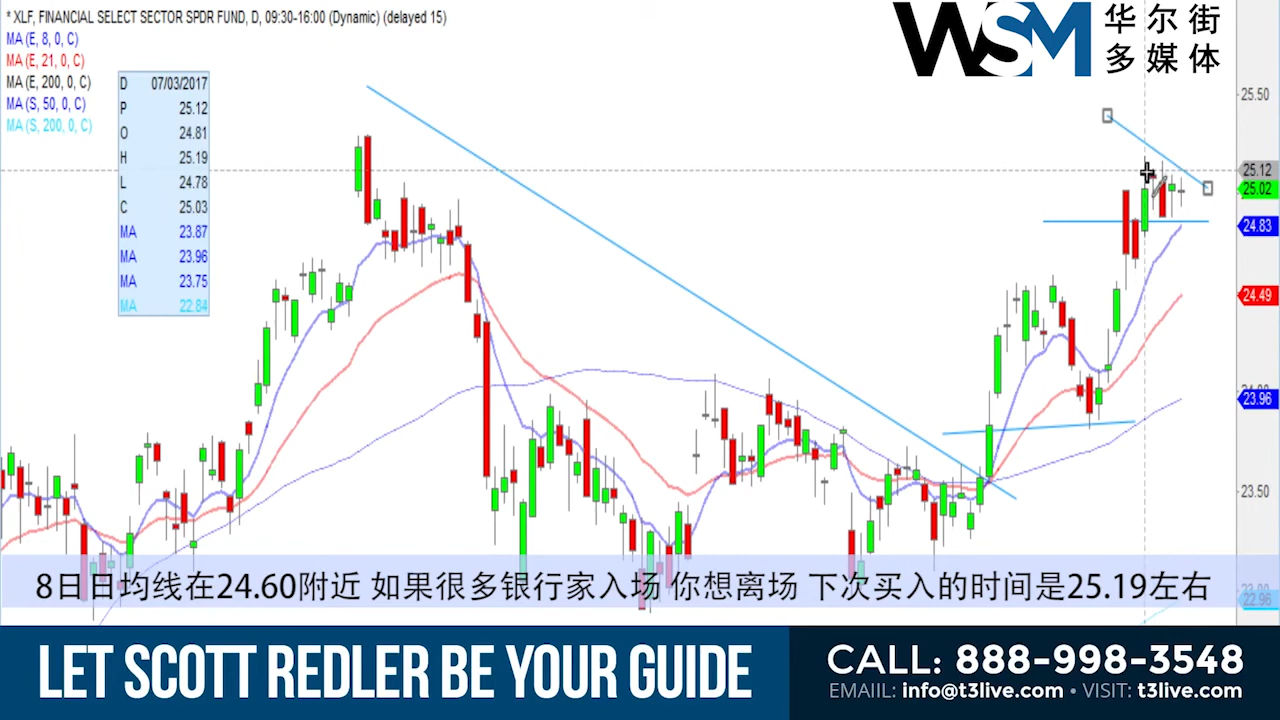 * XLF, FINANCIAL SELECT SECTOR SPDR FUND, D, 09:30-16:00 (Dynamic) (delayed 15)
MA (E, 8, 0, C)
MA (E, 21, 0, C)
MA (E, 200, 0, C)
MA (S, 50, 0, C)
MA (S, 200, 0, C)
D 07/03/2017
P 25.12
O 24.81
H 25.19
L 24.78
C 25.03
MA 23.87
MA 23.96
MA 23.75
MA 22.84
WSM 华尔街
多媒体
25.50
25.12
25.02
24.83
24.49
24.00
23.96
23.50
23.00
22.96
8日日均线在24.60附近 如果很多银行家入场 你想离场 下次买入的时间是25.19左右
LET SCOTT REDLER BE YOUR GUIDE
CALL: 888-998-3548
EMAIIL: info@t3live.com • VISIT: t3live.com